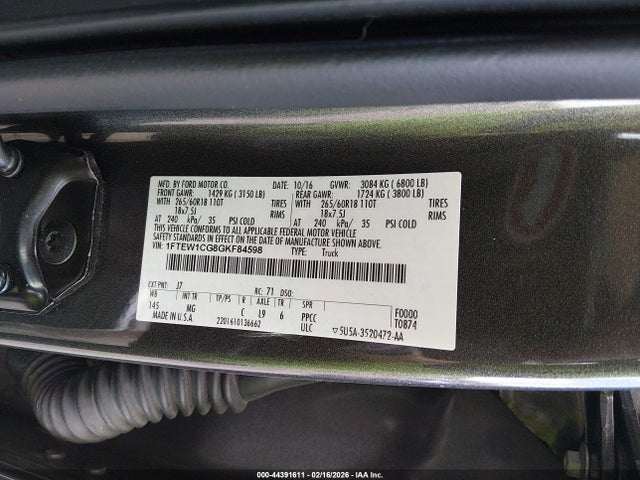 MFD. BY FORD MOTOR CO. DATE: 10/16 GVWR: 3084 KG ( 6800 LB)
FRONT GAWR: 1429 KG ( 3150 LB) REAR GAWR: 1724 KG ( 3800 LB)
WITH 265/60R18 110T TIRES WITH 265/60R18 110T TIRES
18x7.5J RIMS 18x7.5J RIMS
AT 240 kPa/ 35 PSI COLD AT 240 kPa/ 35 PSI COLD
THIS VEHICLE CONFORMS TO ALL APPLICABLE FEDERAL MOTOR VEHICLE
SAFETY STANDARDS IN EFFECT ON THE DATE OF MANUFACTURE SHOWN ABOVE.
VIN: 1FTEW1CG8GKF84598 TYPE: Truck
EXT PNT: J7 RC: 71 DSO:
WB INT TR TP/PS R AXLE TR SPR F0000
145 MG C L9 6 PPCC T0874
MADE IN U.S.A. 2201610136662 ULC ▽5U5A-3520472-AA
000-44391611 - 02/16/2026 - IAA Inc.